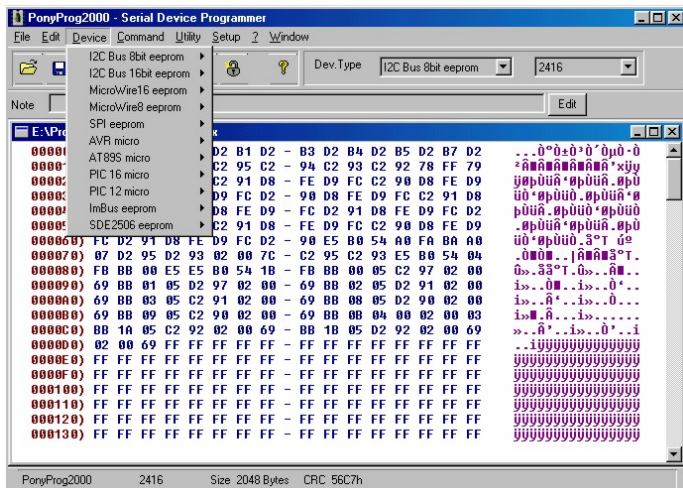 PonyProg2000 - Serial Device Programmer
File Edit Device Command Utility Setup ? Window
Dev.Type I2C Bus 8bit eeprom 2416
Note Edit
I2C Bus 8bit eeprom
I2C Bus 16bit eeprom
MicroWire16 eeprom
MicroWire8 eeprom
SPI eeprom
AVR micro
AT89S micro
PIC 16 micro
PIC 12 micro
ImBus eeprom
SDE2506 eeprom
D2 B1 D2 - B3 D2 B4 D2 B5 D2 B7 D2
C2 95 C2 - 94 C2 93 C2 92 78 FF 79
C2 91 D8 - FE D9 FC C2 90 D8 FE D9
D9 FC D2 - 90 D8 FE D9 FC C2 91 D8
D8 FE D9 - FC D2 91 D8 FE D9 FC D2
C2 91 D8 - FE D9 FC C2 90 D8 FE D9
000060) FC D2 91 D8 FE D9 FC D2 - 90 E5 B0 54 A0 FA BA A0
000070) 07 D2 95 D2 93 02 00 7C - C2 95 C2 93 E5 B0 54 04
000080) FB BB 00 E5 E5 B0 54 1B - FB BB 00 05 C2 97 02 00
000090) 69 BB 01 05 D2 97 02 00 - 69 BB 02 05 D2 91 02 00
0000A0) 69 BB 03 05 C2 91 02 00 - 69 BB 08 05 D2 90 02 00
0000B0) 69 BB 09 05 C2 90 02 00 - 69 BB 0B 04 00 02 00 03
0000C0) BB 1A 05 C2 92 02 00 69 - BB 1B 05 D2 92 02 00 69
0000D0) 02 00 69 FF FF FF FF FF - FF FF FF FF FF FF FF FF
0000E0) FF FF FF FF FF FF FF FF - FF FF FF FF FF FF FF FF
0000F0) FF FF FF FF FF FF FF FF - FF FF FF FF FF FF FF FF
000100) FF FF FF FF FF FF FF FF - FF FF FF FF FF FF FF FF
000110) FF FF FF FF FF FF FF FF - FF FF FF FF FF FF FF FF
000120) FF FF FF FF FF FF FF FF - FF FF FF FF FF FF FF FF
000130) FF FF FF FF FF FF FF FF - FF FF FF FF FF FF FF FF
PonyProg2000 2416 Size 2048 Bytes CRC 56C7h